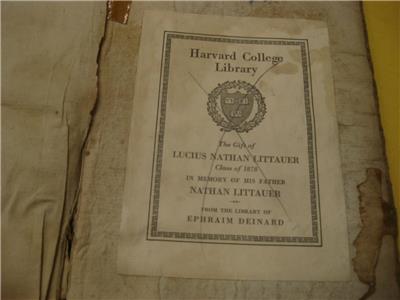 Harvard College
Library
The Gift of
LUCIUS NATHAN LITTAUER
Class of 1878
IN MEMORY OF HIS FATHER
NATHAN LITTAUER
FROM THE LIBRARY OF
EPHRAIM DEINARD